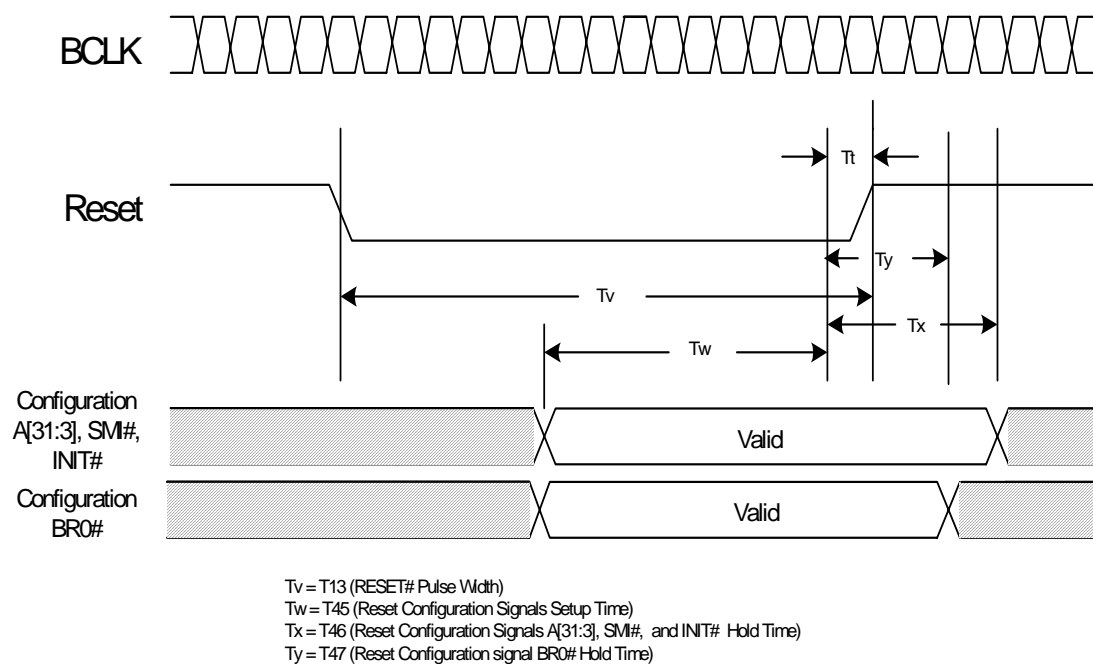 BCLK
Tt
Reset
Ty
Tv
Tx
Tw
Configuration
A[31:3], SMI#,
INIT#
Valid
Configuration
BR0#
Valid
Tv = T13 (RESET# Pulse Width)
Tw = T45 (Reset Configuration Signals Setup Time)
Tx = T46 (Reset Configuration Signals A[31:3], SMI#, and INIT# Hold Time)
Ty = T47 (Reset Configuration signal BR0# Hold Time)